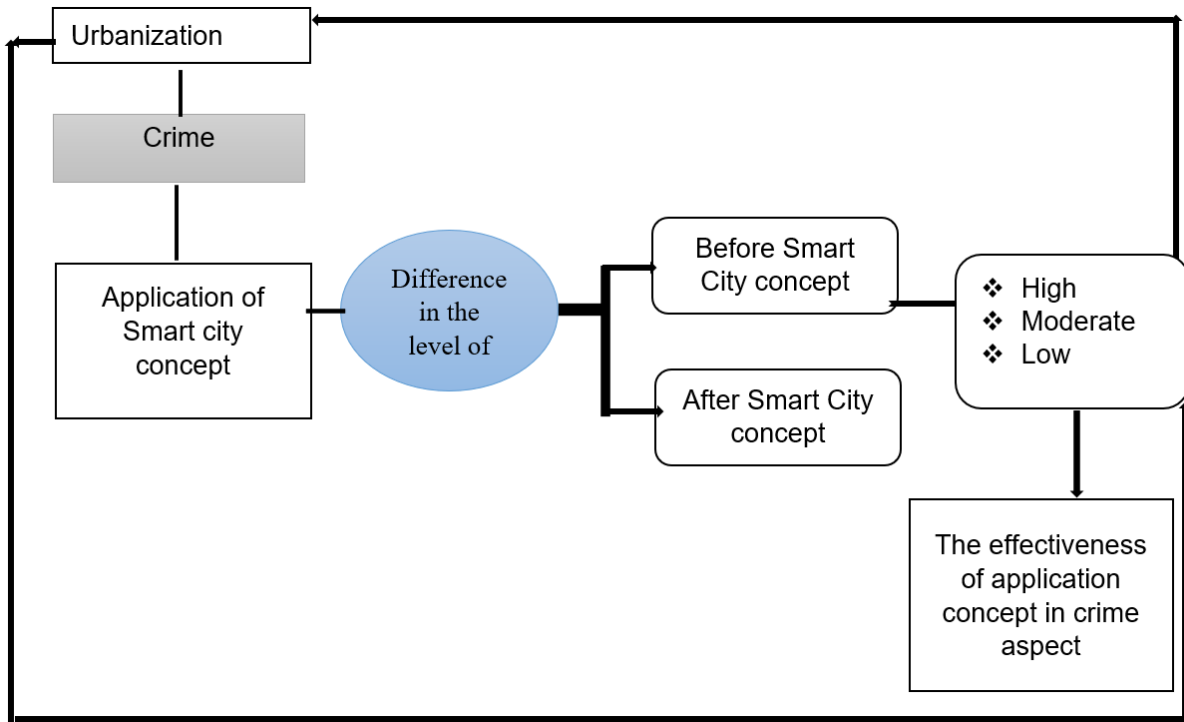 Urbanization
Crime
Application of
Smart city
concept
Difference
in the
level of
Before Smart
City concept
After Smart City
concept
❖ High
❖ Moderate
❖ Low
The effectiveness
of application
concept in crime
aspect